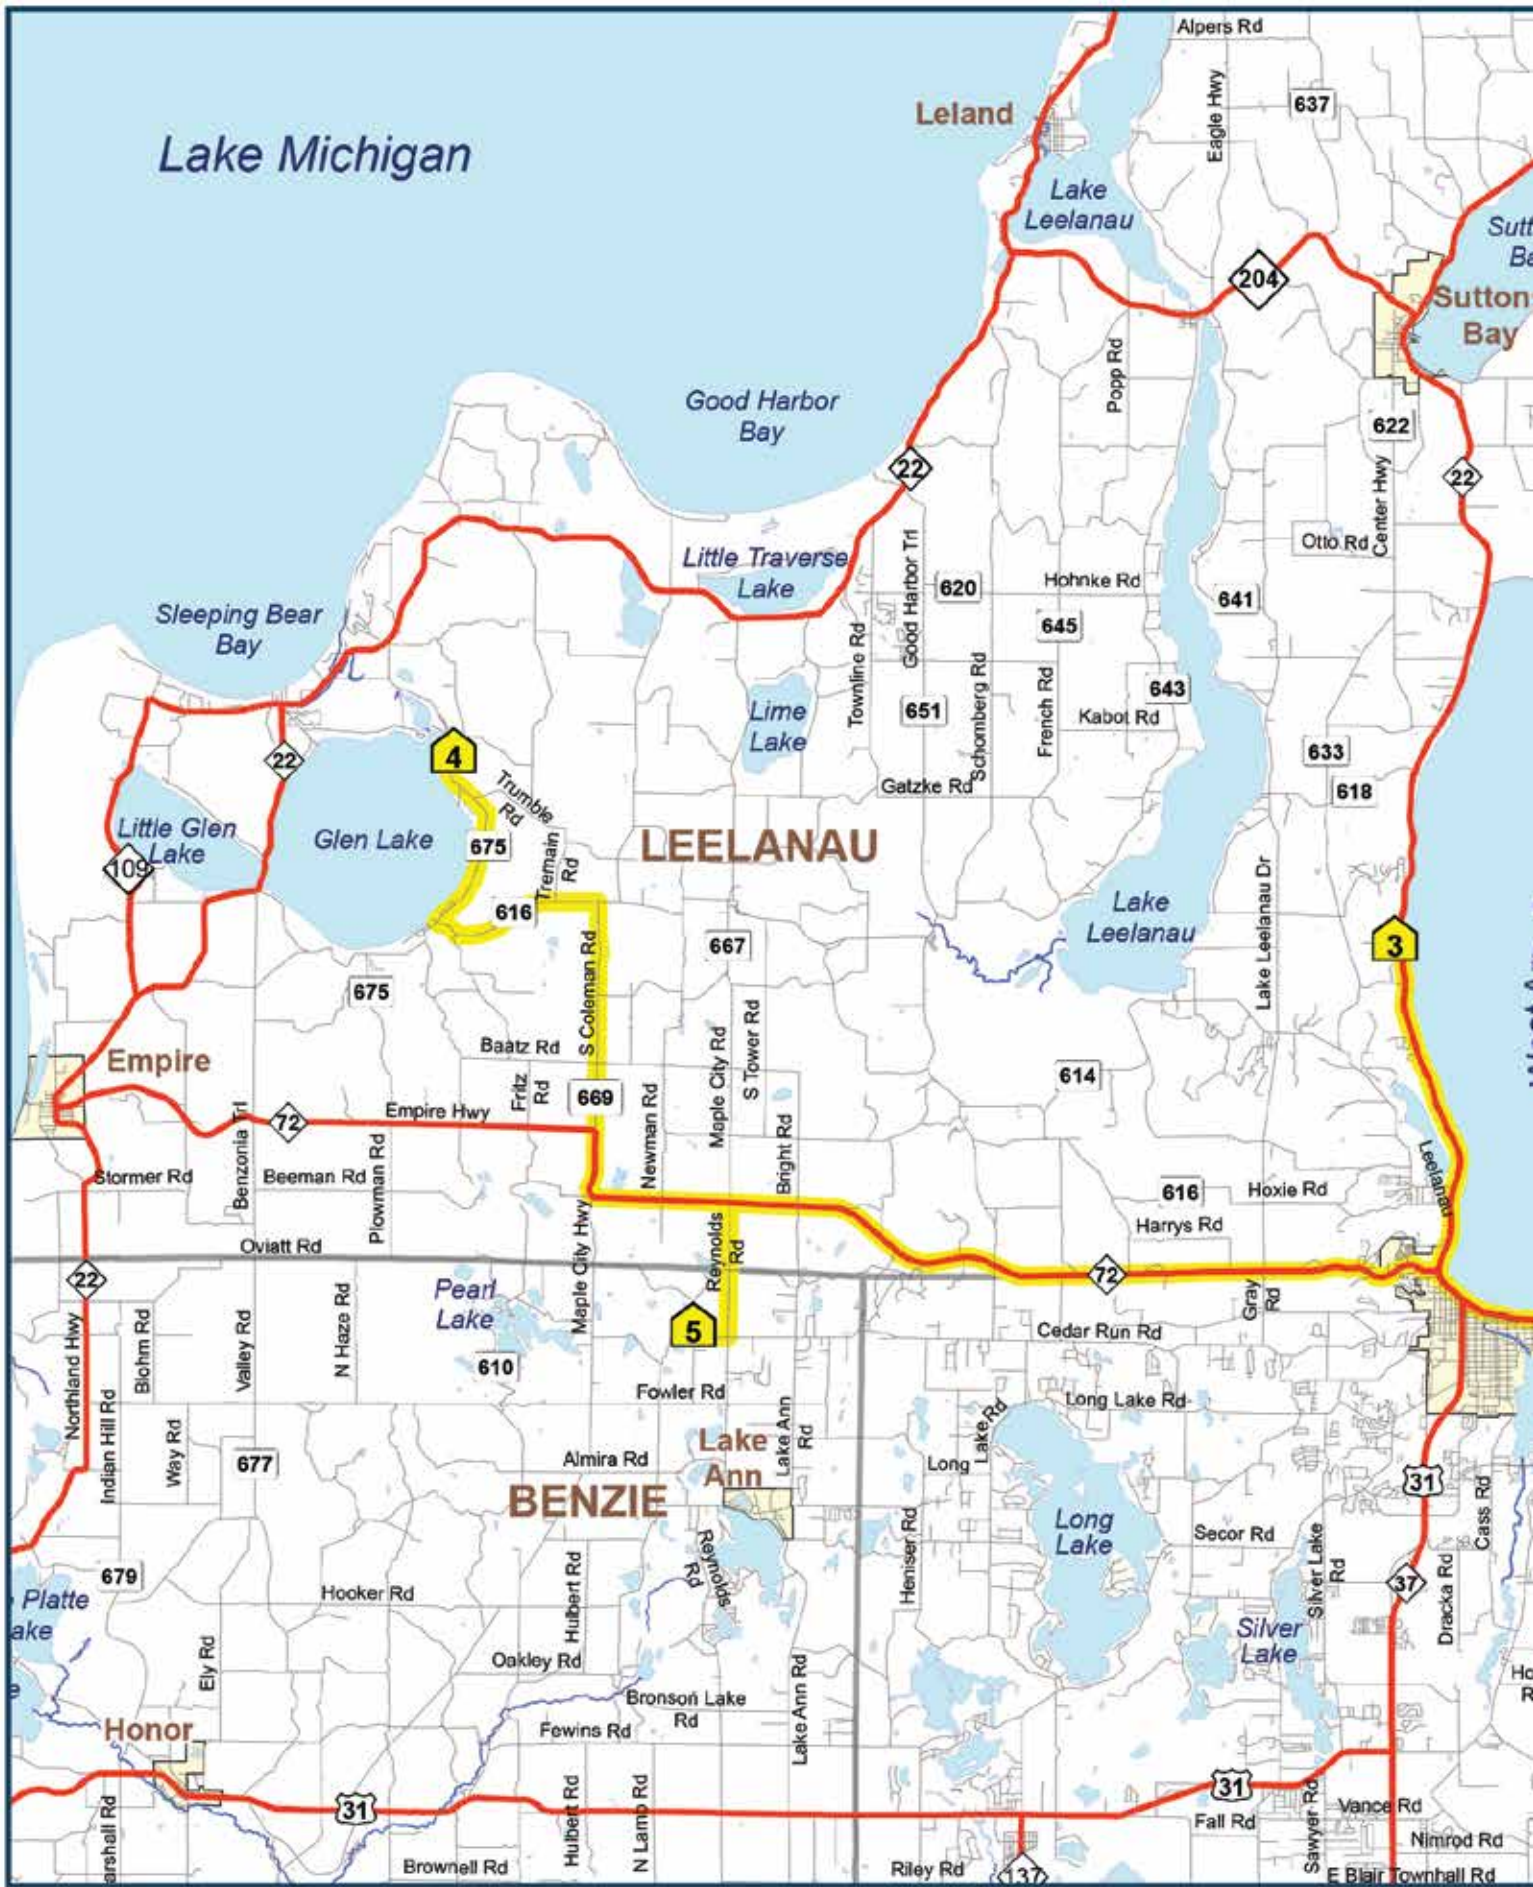 Alpers Rd
Leland
637
Eagle Hwy
Lake Michigan
Lake
Leelanau
204
Suttons
Bay
Popp Rd
Good Harbor
Bay
622
22
22
Center Hwy
Otto Rd
Little Traverse
Lake
Good Harbor Trl
620
Hohnke Rd
641
645
Sleeping Bear
Bay
Townline Rd
Schomberg Rd
French Rd
643
651
Kabot Rd
Lime
Lake
633
618
22
4
Trumble
Rd
Gatzke Rd
Little Glen
Lake
Glen Lake
675
LEELANAU
109
Tremain
Rd
616
Lake
Leelanau
Lake Leelanau Dr
3
667
S Coleman Rd
675
Baatz Rd
Empire
Fritz
Rd
669
Maple City Rd
S Tower Rd
614
Empire Hwy
72
Newman Rd
Bright Rd
Benzonia Trl
Plowman Rd
Stormer Rd
Beeman Rd
616
Hoxie Rd
Harrys Rd
Leelanau
Oviatt Rd
Maple City Hwy
Reynolds
Rd
72
22
Pearl
Lake
Gray
Rd
5
Cedar Run Rd
Northland Hwy
Blohm Rd
Valley Rd
N Haze Rd
610
Fowler Rd
Long Lake Rd
Indian Hill Rd
Way Rd
677
Almira Rd
Lake
Ann
Lake Ann
Rd
Long
Lake Rd
BENZIE
31
Cass Rd
Long
Lake
Secor Rd
Silver Lake
Rd
Heniser Rd
679
Hooker Rd
Hulbert Rd
Reynolds
Rd
37
Dracka Rd
Platte
ake
Silver
Lake
Ely Rd
Oakley Rd
Bronson Lake
Rd
Lake Ann Rd
Honor
Fewins Rd
31
31
Hulbert Rd
N Lamb Rd
Fall Rd
Sawyer Rd
Vance Rd
Nimrod Rd
arshall Rd
Brownell Rd
Riley Rd
137
E Blair Townhall Rd